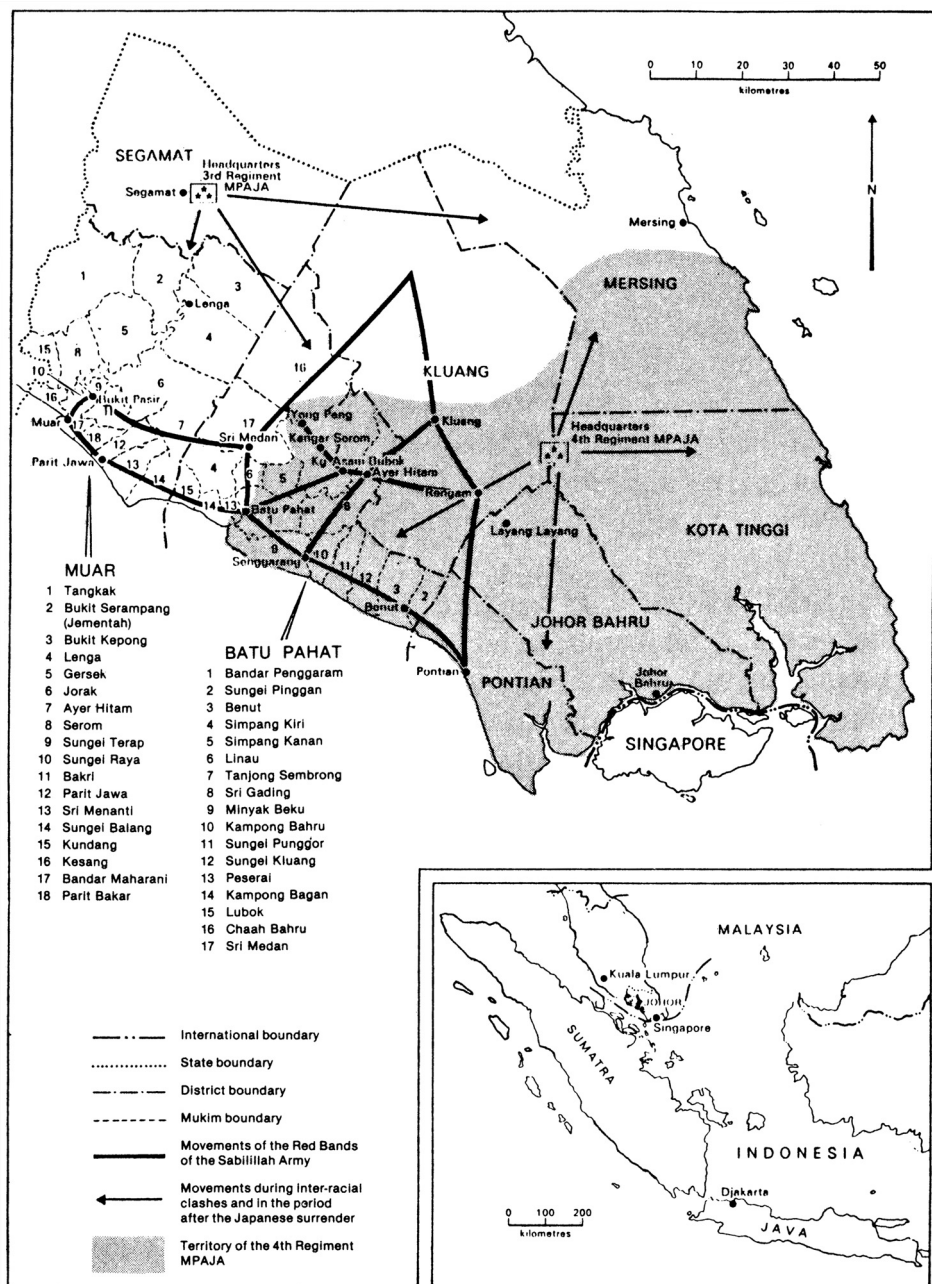 0 10 20 30 40 50
kilometres
N
SEGAMAT
Headquarters
3rd Regiment
MPAJA
Segamat
Mersing
MERSING
1
2
3
Lenga
5
4
15
8
10
16
9
6
16
KLUANG
Bukit Pasir
11
Muar
17
7
17
Yong Peng
Kluang
18
12
Sri Medan
Kangar Serom
Headquarters
4th Regiment MPAJA
Parit Jawa
13
4
6
5
Kg Asam Bubok
Ayer Hitam
14
Rengam
15
14
13
Batu Pahat
8
Layang Layang
KOTA TINGGI
1
9
10
Senggarang
11
12
3
2
Benut
JOHOR BAHRU
Pontian
PONTIAN
Johor
Bahru
SINGAPORE
MUAR
1 Tangkak
2 Bukit Serampang
(Jementah)
3 Bukit Kepong
4 Lenga
5 Gersek
6 Jorak
7 Ayer Hitam
8 Serom
9 Sungei Terap
10 Sungei Raya
11 Bakri
12 Parit Jawa
13 Sri Menanti
14 Sungei Balang
15 Kundang
16 Kesang
17 Bandar Maharani
18 Parit Bakar
BATU PAHAT
1 Bandar Penggaram
2 Sungei Pinggan
3 Benut
4 Simpang Kiri
5 Simpang Kanan
6 Linau
7 Tanjong Sembrong
8 Sri Gading
9 Minyak Beku
10 Kampong Bahru
11 Sungei Punggor
12 Sungei Kluang
13 Peserai
14 Kampong Bagan
15 Lubok
16 Chaah Bahru
17 Sri Medan
International boundary
State boundary
District boundary
Mukim boundary
Movements of the Red Bands
of the Sabilillah Army
Movements during inter-racial
clashes and in the period
after the Japanese surrender
Territory of the 4th Regiment
MPAJA
MALAYSIA
Kuala Lumpur
JOHOR
Singapore
SUMATRA
INDONESIA
Djakarta
JAVA
0 100 200
kilometres